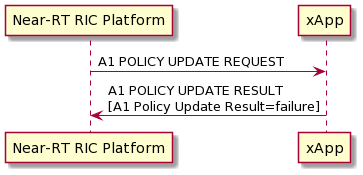 Near-RT RIC Platform
xApp
A1 POLICY UPDATE REQUEST
A1 POLICY UPDATE RESULT
[A1 Policy Update Result=failure]
Near-RT RIC Platform
xApp